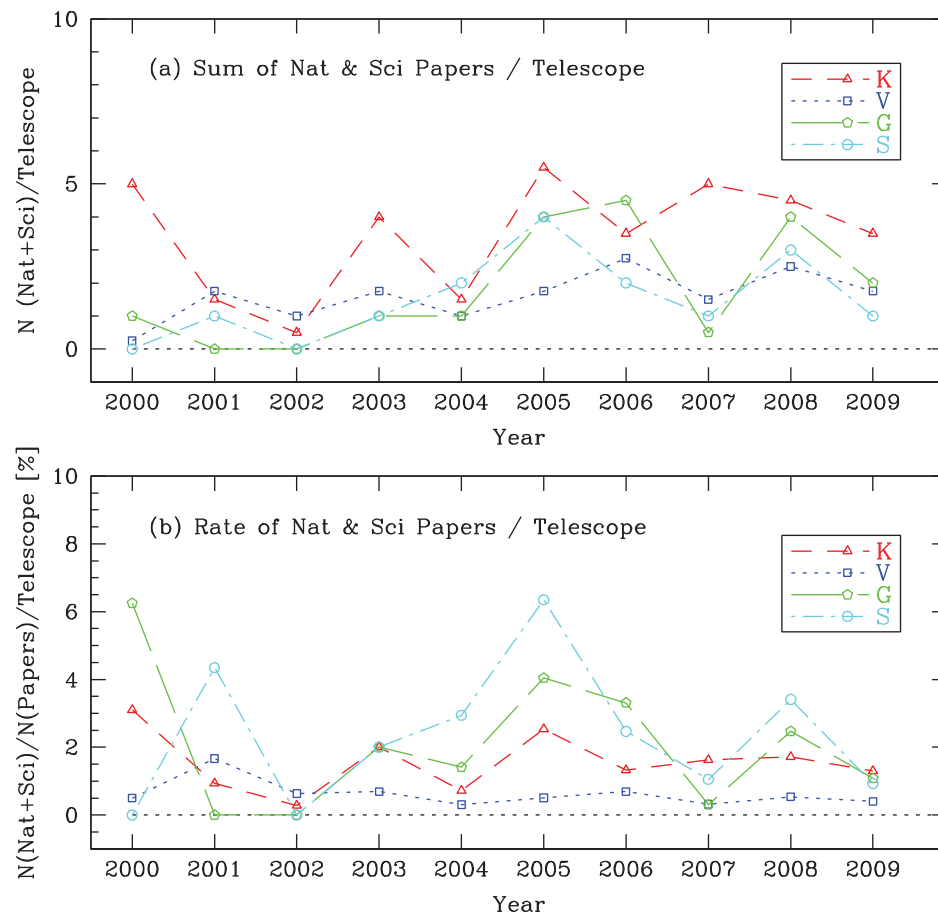 10
(a) Sum of Nat & Sci Papers / Telescope
K
V
G
S
5
0
N (Nat+Sci)/Telescope
2000 2001 2002 2003 2004 2005 2006 2007 2008 2009
Year
10
(b) Rate of Nat & Sci Papers / Telescope
K
V
G
S
8
6
4
2
0
N(Nat+Sci)/N(Papers)/Telescope [%]
2000 2001 2002 2003 2004 2005 2006 2007 2008 2009
Year